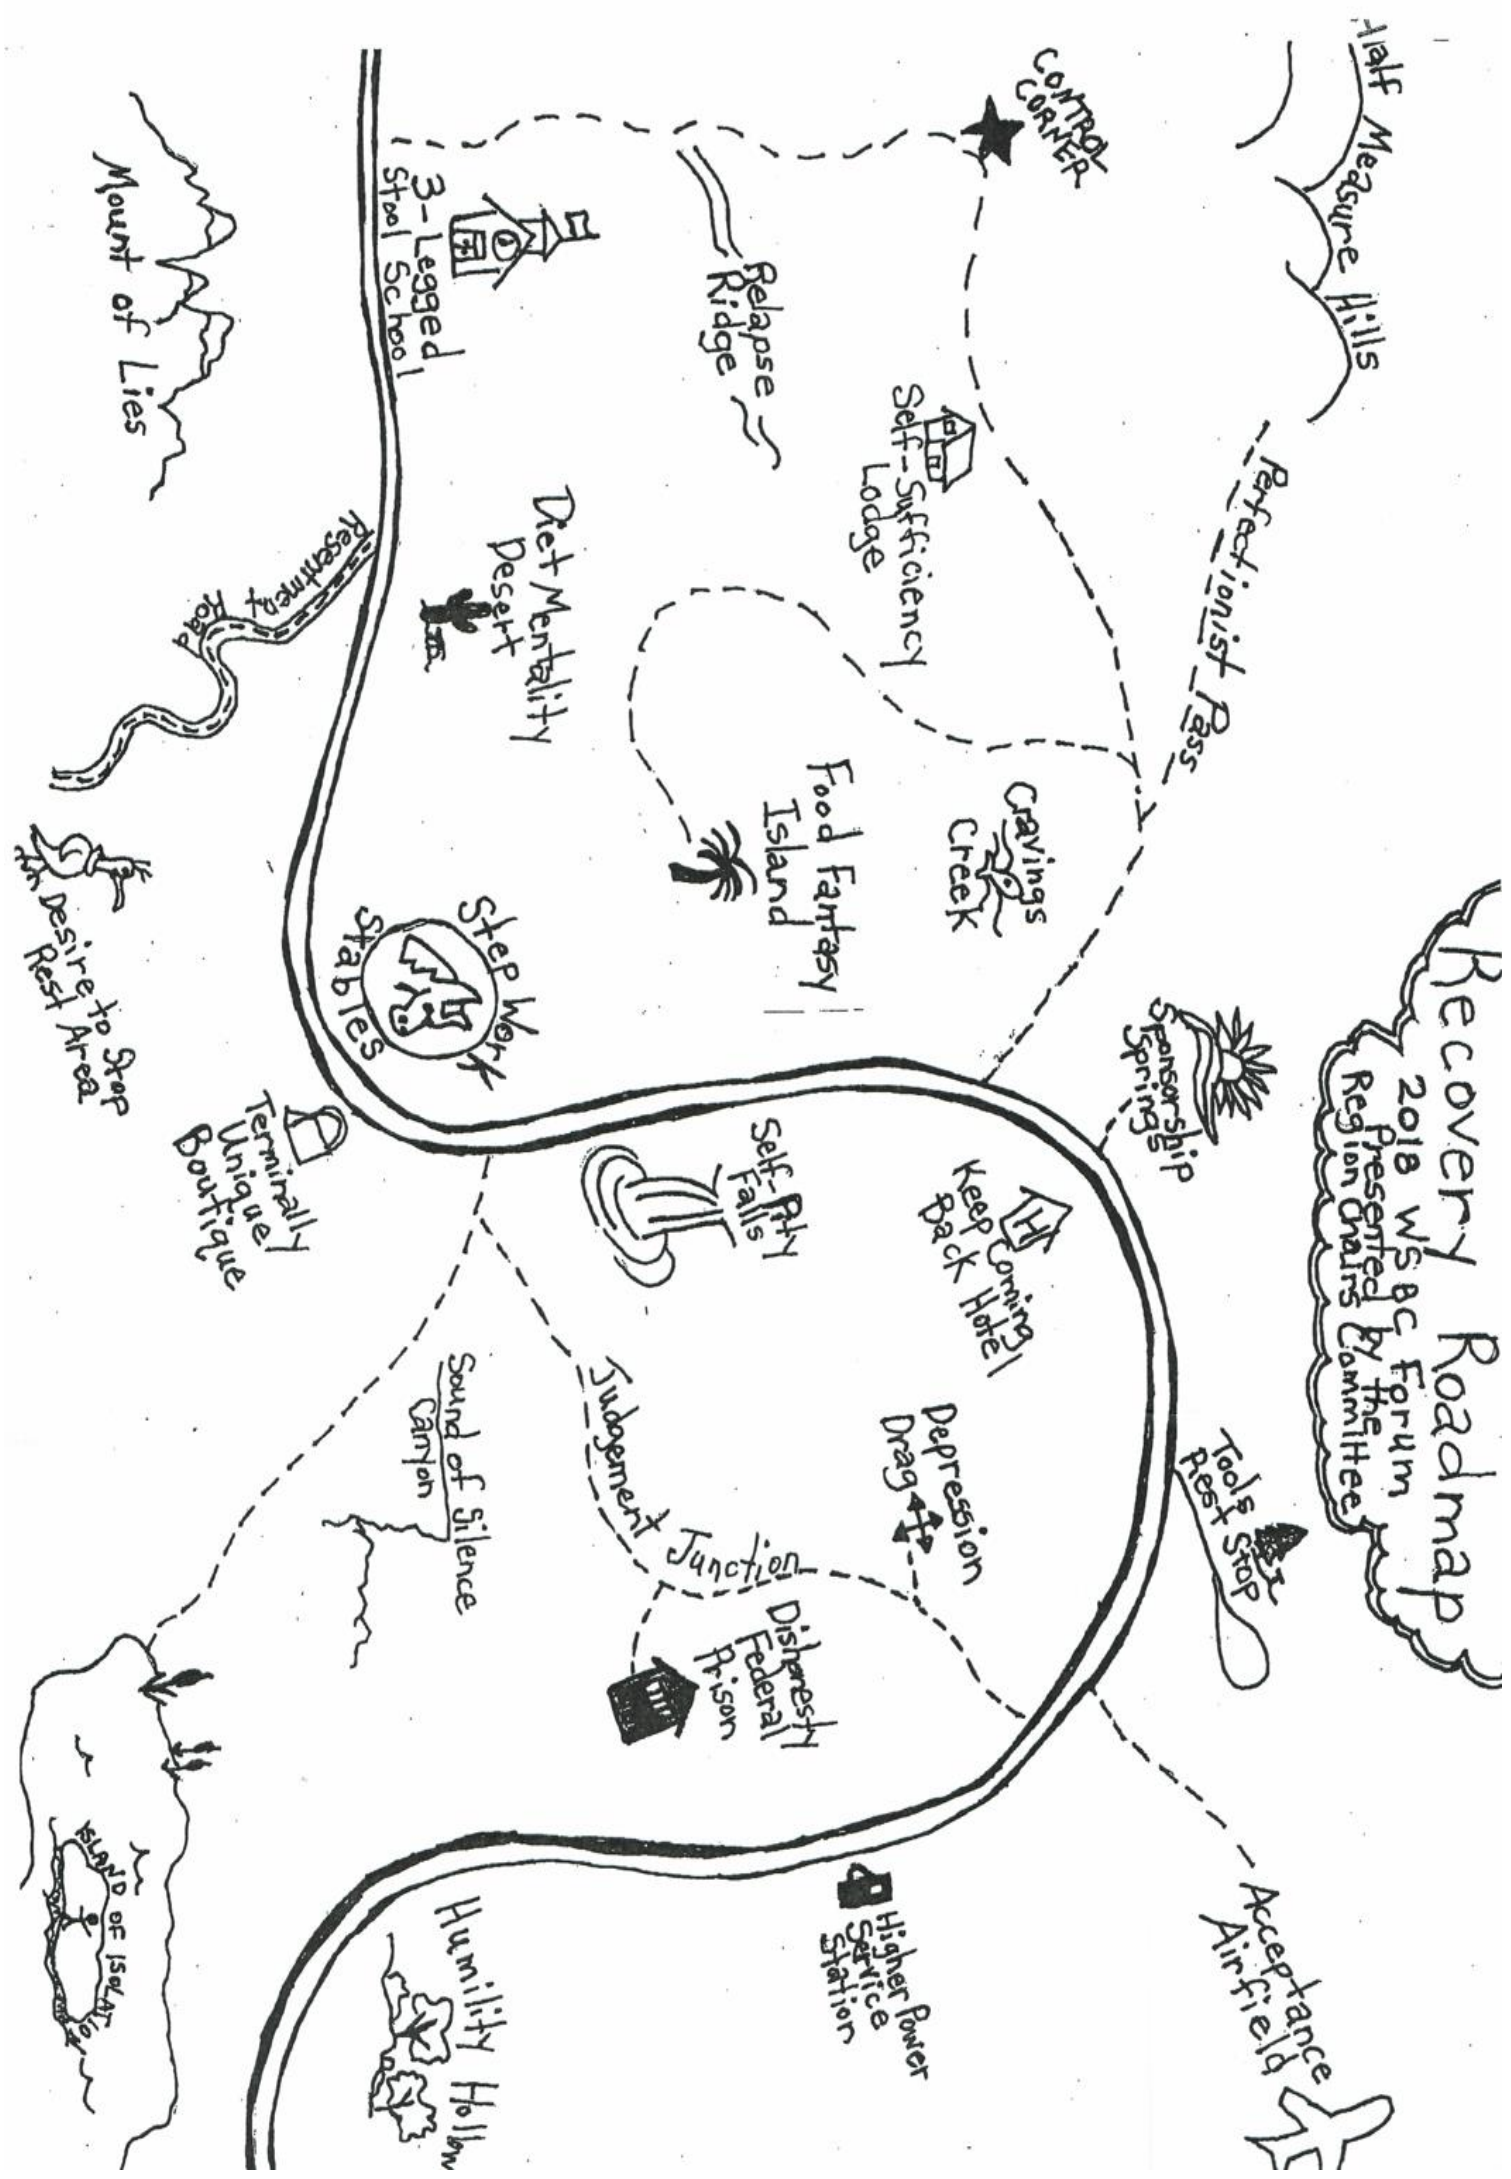 Recovery Roadmap
2018 WSBC Forum
Presented by the
Region Chairs Committee
Half Measure Hills
CONTROL
CORNER
Perfectionist Pass
Self-Sufficiency
Lodge
Relapse
Ridge
3-Legged
Stool School
Mount of Lies
Diet Mentality
Desert
Resentment
Road
Food Fantasy
Island
Cravings
Creek
Step Work
Stables
Desire to Stop
Rest Area
Terminally
Unique
Boutique
Sponsorship
Springs
Self-Pity
Falls
H
Keep Coming
Back Hotel
Tools
Rest Stop
Depression
Drag
Judgement Junction
Sound of Silence
Canyon
Dishonesty
Federal
Prison
ISLAND OF ISOLATION
Acceptance
Airfield
Higher Power
Service
Station
Humility Hollow